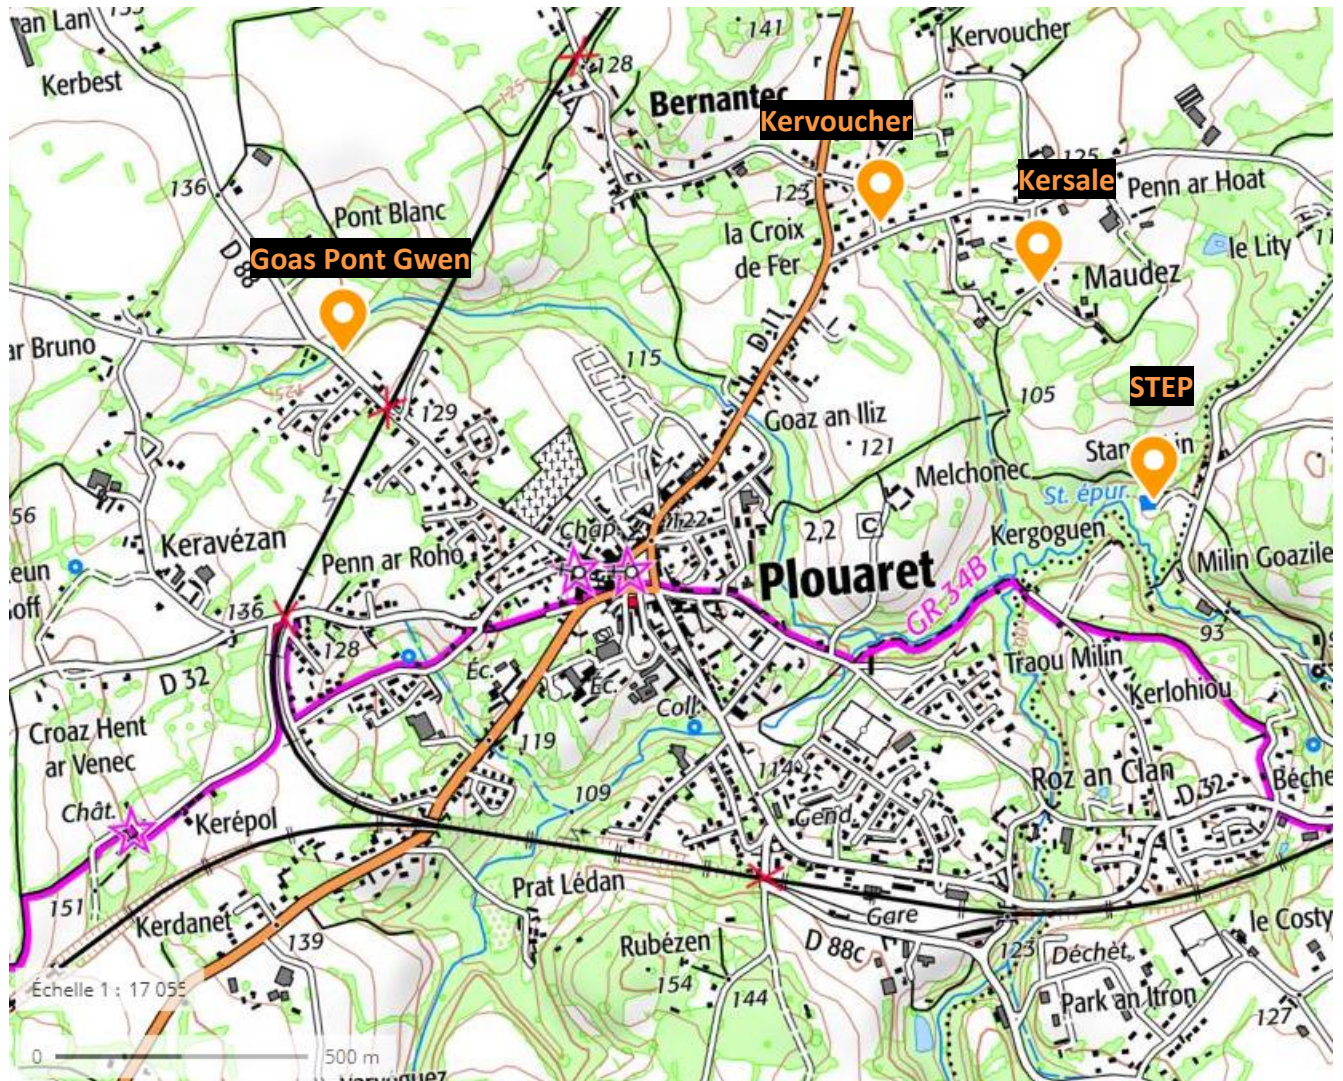 an Lan
Kerbest
128
141
Kervoucher
Bernantec
Kervoucher
r
125
Kersale
Penn ar Hoat
136
123
Pont Blanc
la Croix
de Fer
Goas Pont Gwen
D 88
le Lity
Maudez
ar Bruno
115
D 11
129
105
STEP
Goaz an Iliz
121
Melchonec
St. épur.
56
Chap.
122
2,2
C
Kergoguen
Keravézan
Penn ar Roho
Plouaret
Milin Goazile
GR 34B
136
128
93
D 32
Éc.
Éc.
Traou Milin
Coll.
Kerlohiou
Croaz Hent
ar Venec
119
114
Roz an Clan
D 32
Béche
Chât.
109
Kerépol
Gend.
151
Prat Lédan
Kerdanet
Gare
le Costy
139
Rubézen
D 88c
123
Déchèt.
154
144
Échelle 1 : 17 055
Park an Itron
127
0 500 m